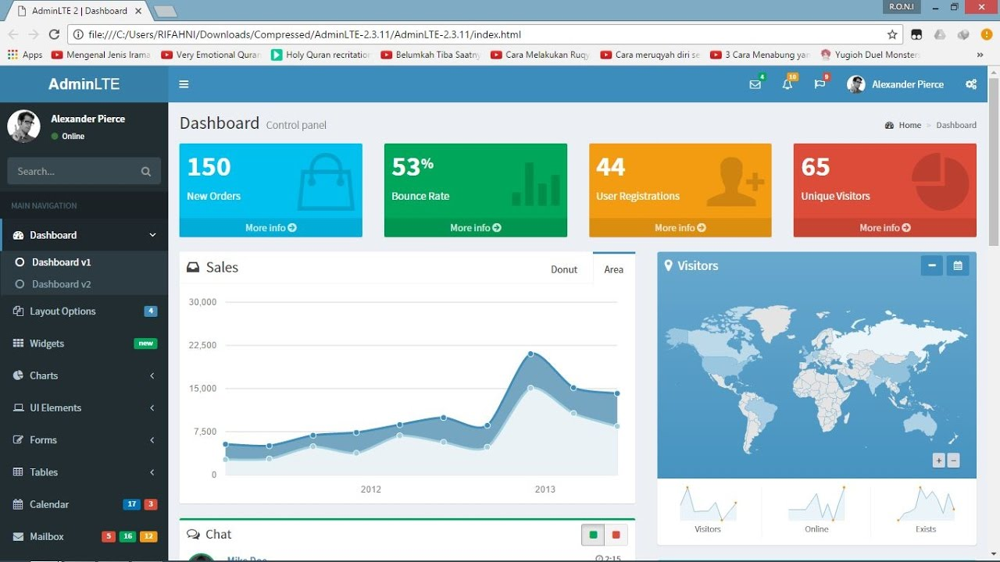 AdminLTE 2 | Dashboard
R.O.N.I
file:///C:/Users/RIFAHNI/Downloads/Compressed/AdminLTE-2.3.11/AdminLTE-2.3.11/index.html
Apps Mengenal Jenis Irama Very Emotional Quran Holy Quran recritation Belumkah Tiba Saatny Cara Melakukan Ruqy Cara meruqyah diri se 3 Cara Menabung yan Yugioh Duel Monsters »
AdminLTE
4 10 9 Alexander Pierce
Alexander Pierce
Online
Search...
MAIN NAVIGATION
Dashboard
Dashboard v1
Dashboard v2
Layout Options 4
Widgets new
Charts
UI Elements
Forms
Tables
Calendar 17 3
Mailbox 5 16 12
Dashboard Control panel
Home > Dashboard
150
New Orders
More info
53%
Bounce Rate
More info
44
User Registrations
More info
65
Unique Visitors
More info
Sales
Donut Area
30,000
22,500
15,000
7,500
0
2012 2013
Visitors
+ −
Visitors Online Exists
Chat
Mike Doe 2:15